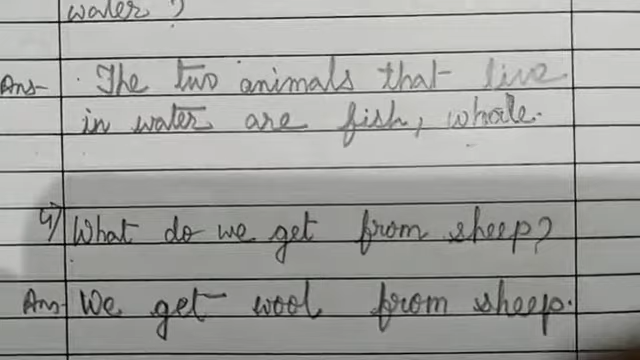 water?
Ans- The two animals that live
in water are fish, whale.
4) What do we get from sheep?
Ans- We get wool from sheep.